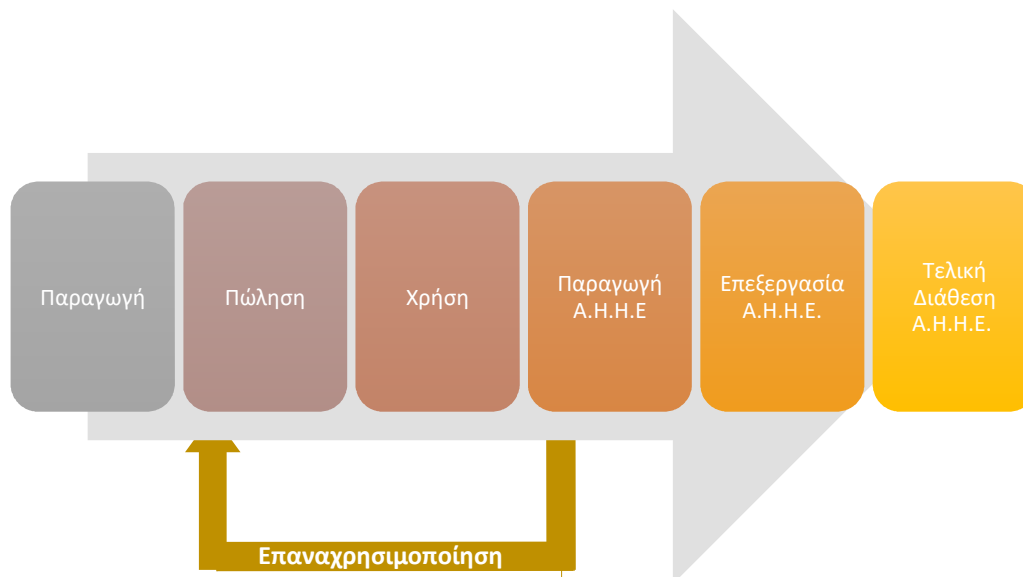 Παραγωγή
Πώληση
Χρήση
Παραγωγή
Α.Η.Η.Ε
Επεξεργασία
Α.Η.Η.Ε.
Τελική
Διάθεση
Α.Η.Η.Ε.
Επαναχρησιμοποίηση